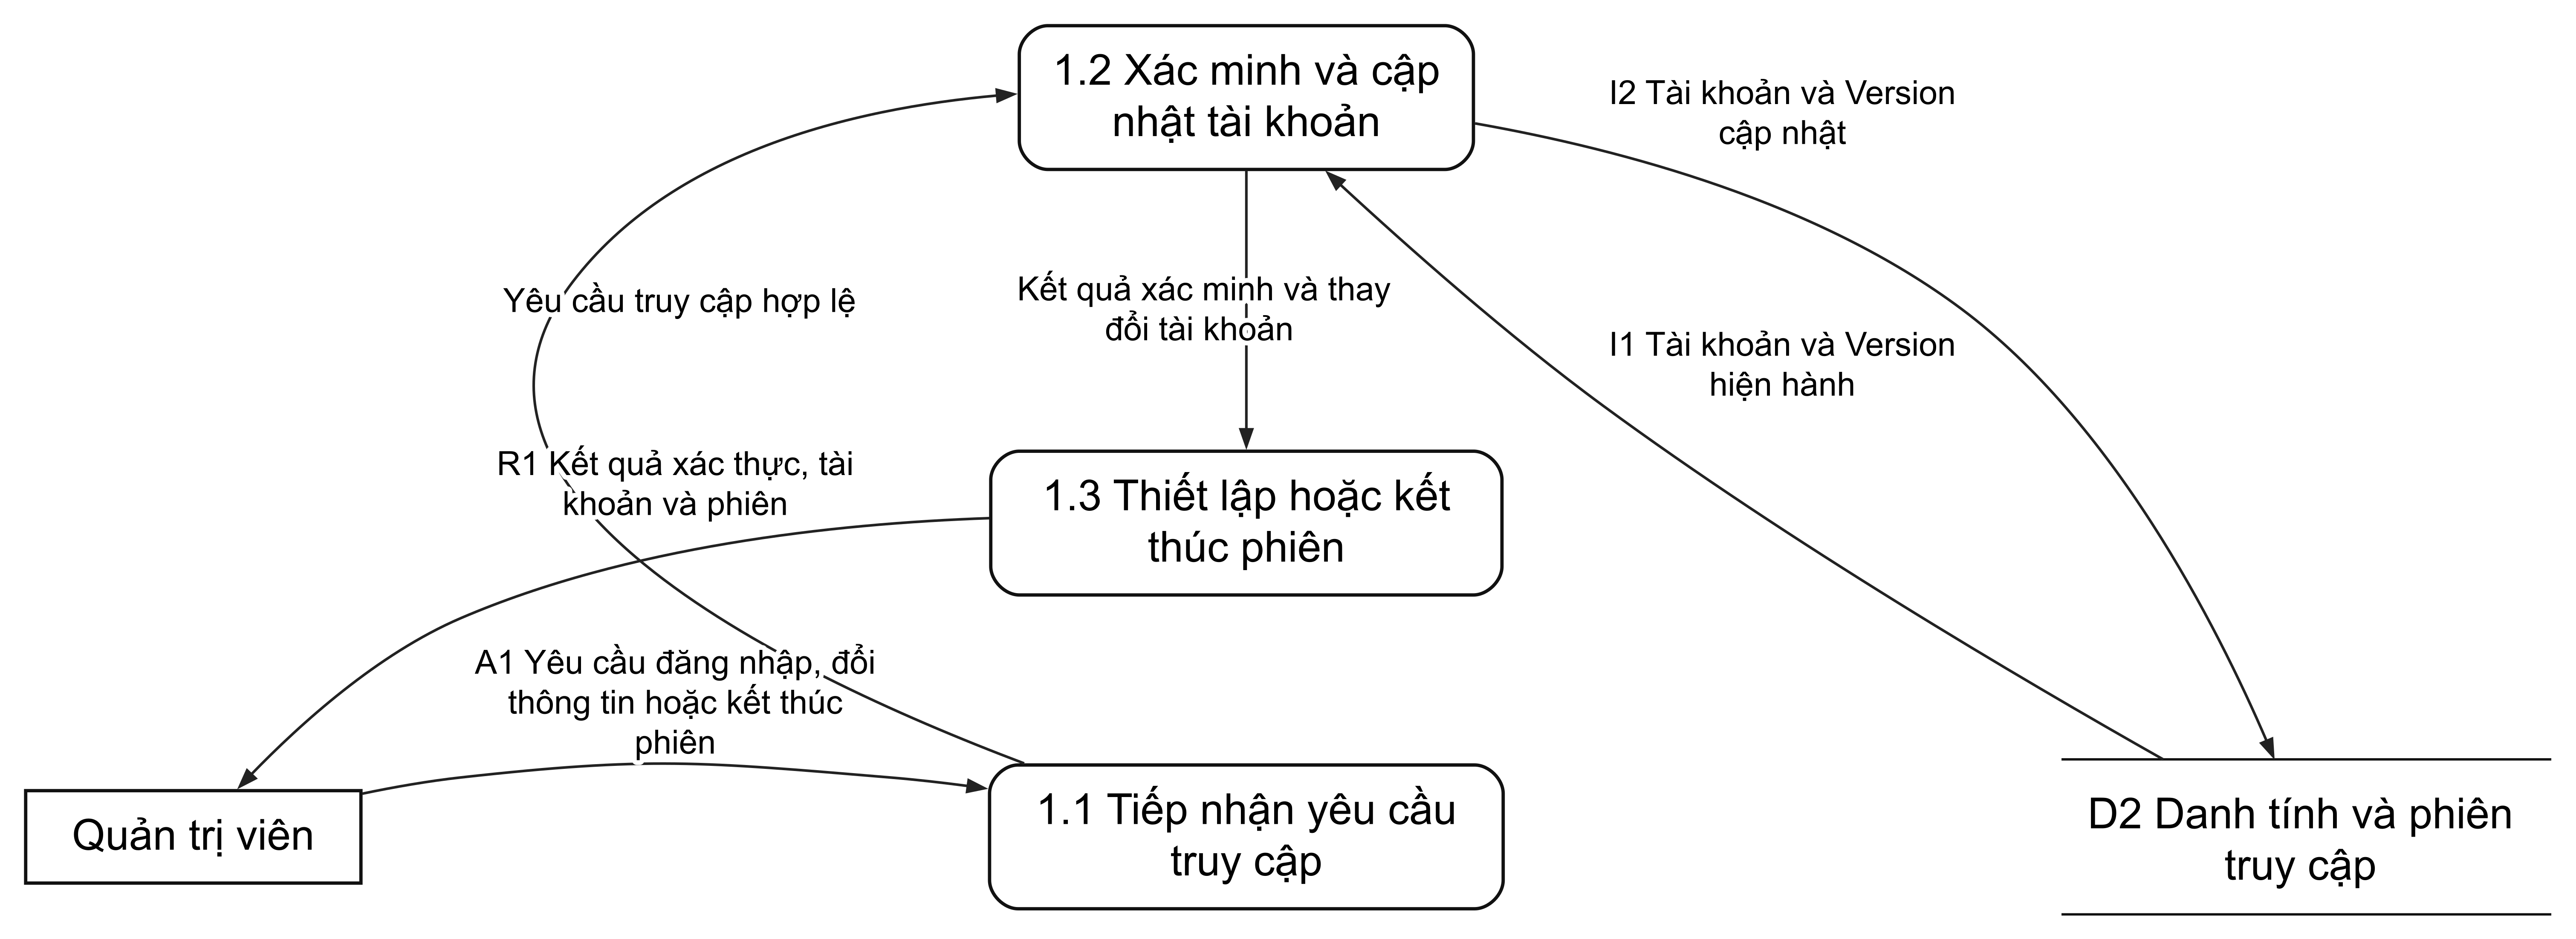 1.2 Xác minh và cập
nhật tài khoản
I2 Tài khoản và Version
cập nhật
Yêu cầu truy cập hợp lệ
Kết quả xác minh và thay
đổi tài khoản
I1 Tài khoản và Version
hiện hành
R1 Kết quả xác thực, tài
khoản và phiên
1.3 Thiết lập hoặc kết
thúc phiên
A1 Yêu cầu đăng nhập, đổi
thông tin hoặc kết thúc
phiên
Quản trị viên
1.1 Tiếp nhận yêu cầu
truy cập
D2 Danh tính và phiên
truy cập